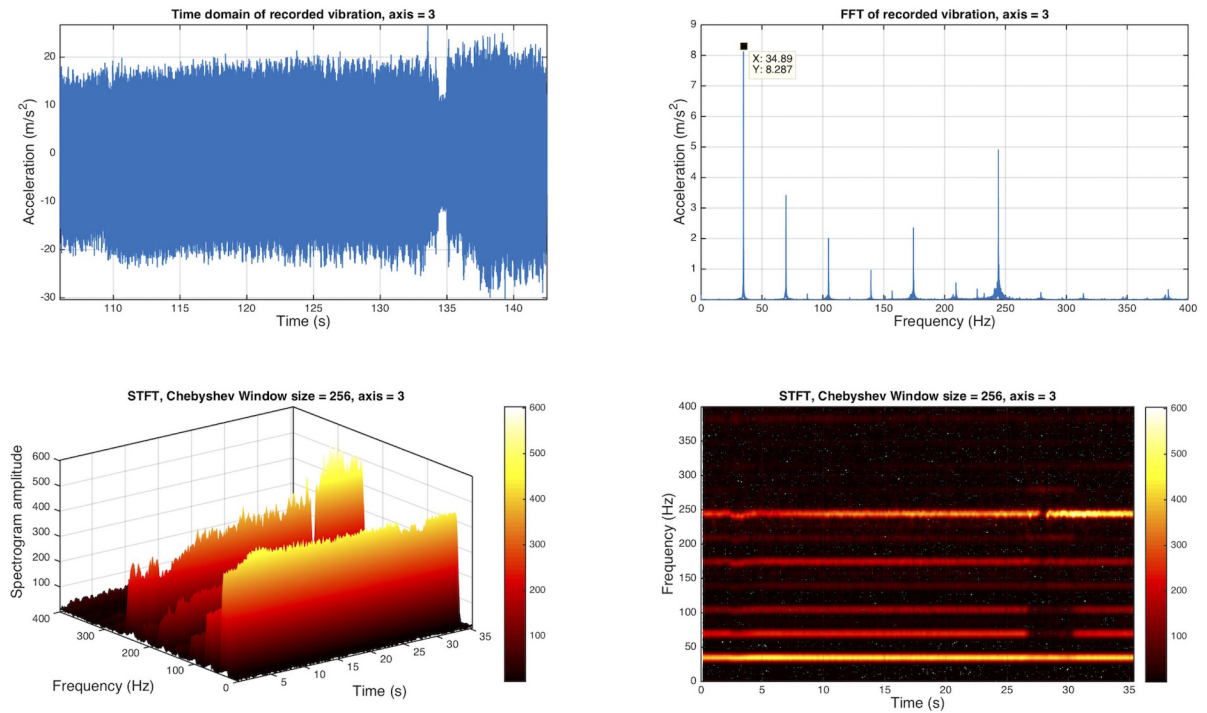 Time domain of recorded vibration, axis = 3
Acceleration (m/s²)
20
10
0
-10
-20
-30
110 115 120 125 130 135 140
Time (s)
FFT of recorded vibration, axis = 3
Acceleration (m/s²)
9
8
7
6
5
4
3
2
1
0
X: 34.89
Y: 8.287
0 50 100 150 200 250 300 350 400
Frequency (Hz)
STFT, Chebyshev Window size = 256, axis = 3
Spectrogram amplitude
600
500
400
300
200
100
400 300 200 100 0
Frequency (Hz)
5 10 15 20 25 30 35
Time (s)
600
500
400
300
200
100
STFT, Chebyshev Window size = 256, axis = 3
Frequency (Hz)
400
350
300
250
200
150
100
50
0
0 5 10 15 20 25 30 35
Time (s)
600
500
400
300
200
100